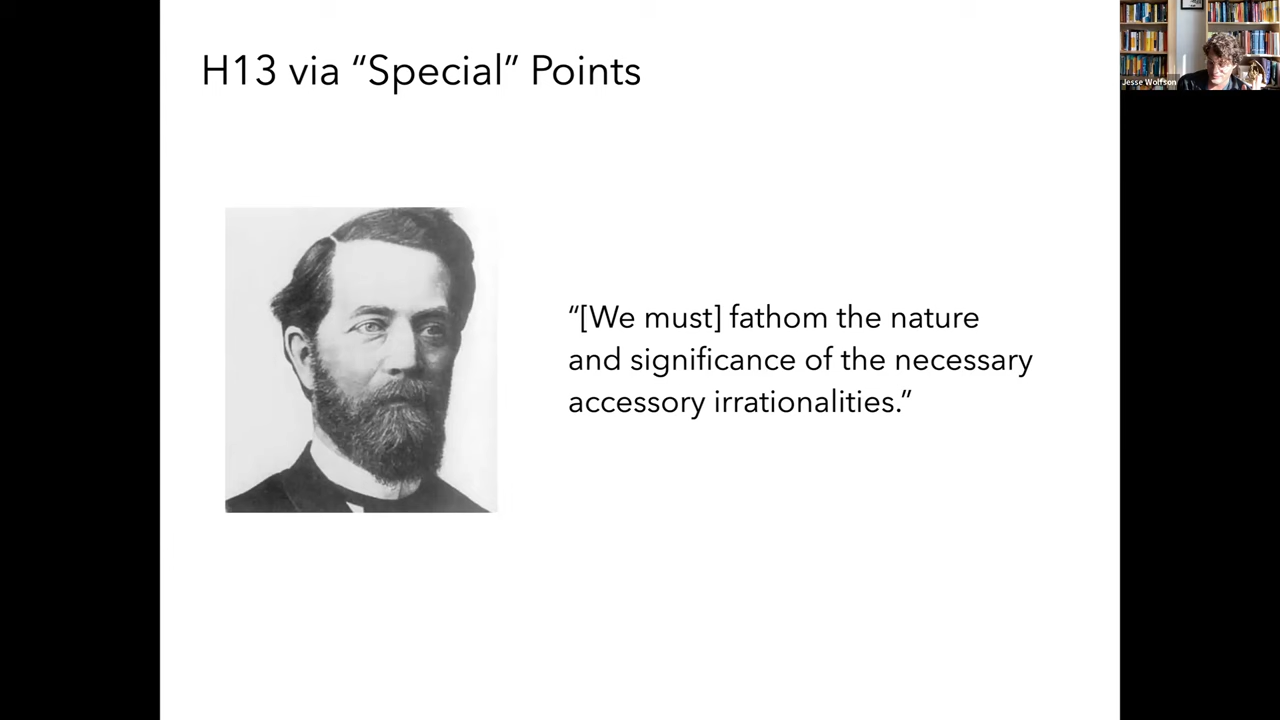 H13 via “Special” Points
Jesse Wolfson
“[We must] fathom the nature
and significance of the necessary
accessory irrationalities.”